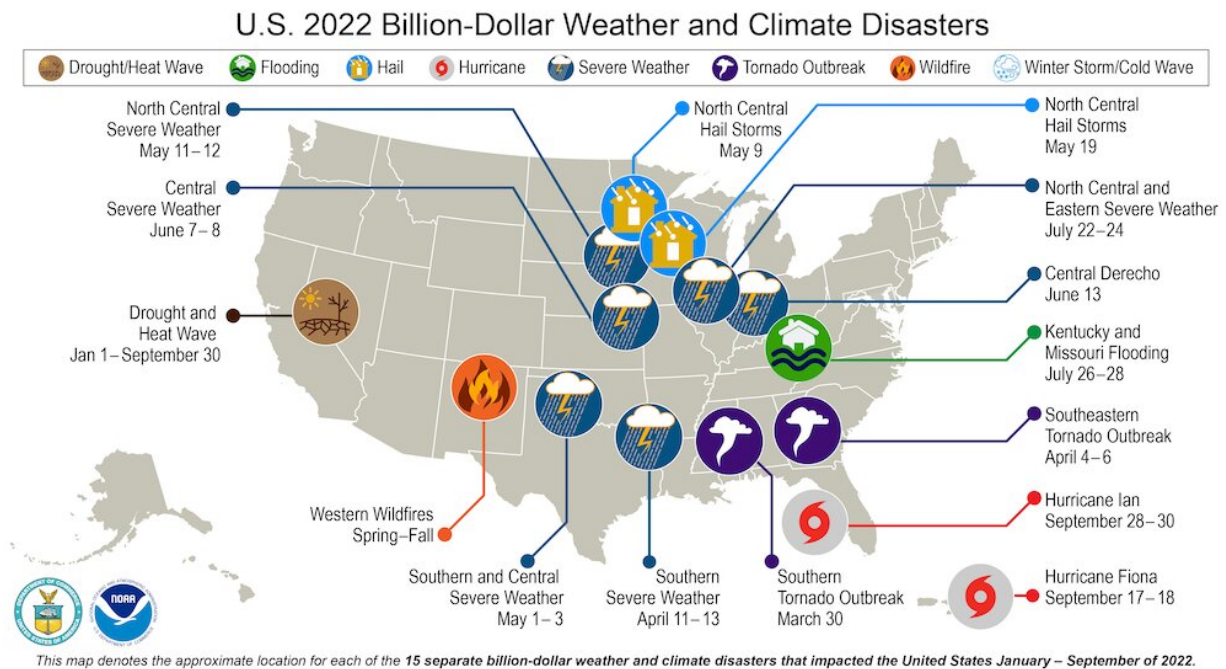 U.S. 2022 Billion-Dollar Weather and Climate Disasters
Drought/Heat Wave
Flooding
Hail
Hurricane
Severe Weather
Tornado Outbreak
Wildfire
Winter Storm/Cold Wave
North Central
Severe Weather
May 11–12
North Central
Hail Storms
May 9
North Central
Hail Storms
May 19
Central
Severe Weather
June 7–8
North Central and
Eastern Severe Weather
July 22–24
Drought and
Heat Wave
Jan 1–September 30
Central Derecho
June 13
Kentucky and
Missouri Flooding
July 26–28
Southeastern
Tornado Outbreak
April 4–6
Western Wildfires
Spring–Fall
Hurricane Ian
September 28–30
Southern and Central
Severe Weather
May 1–3
Southern
Severe Weather
April 11–13
Southern
Tornado Outbreak
March 30
Hurricane Fiona
September 17–18
DEPARTMENT OF COMMERCE
UNITED STATES OF AMERICA
NOAA
This map denotes the approximate location for each of the 15 separate billion-dollar weather and climate disasters that impacted the United States January – September of 2022.